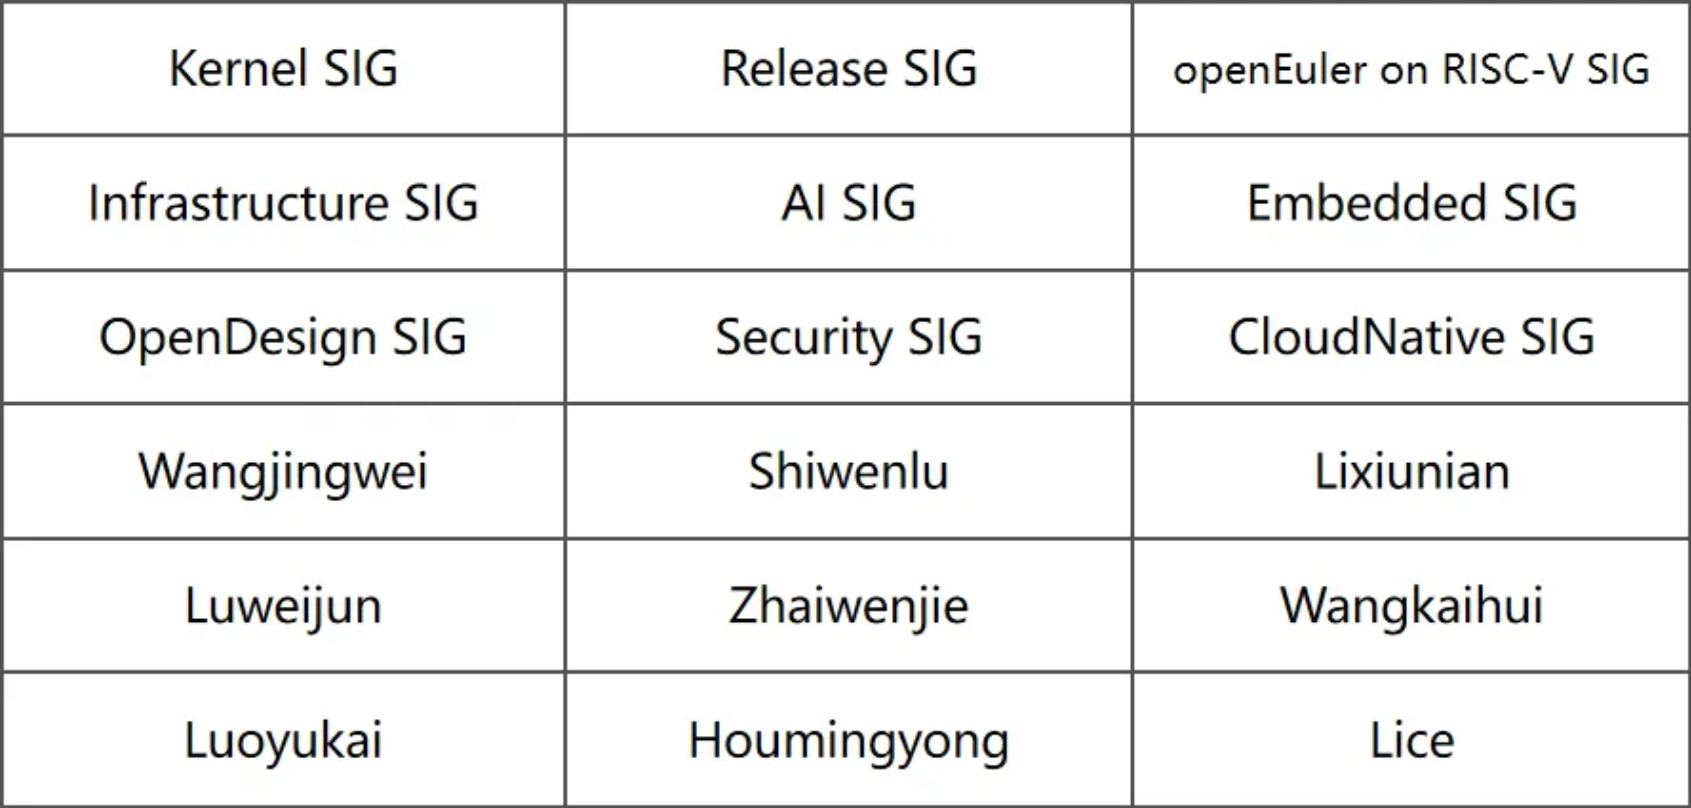 Kernel SIG
Release SIG
openEuler on RISC-V SIG
Infrastructure SIG
AI SIG
Embedded SIG
OpenDesign SIG
Security SIG
CloudNative SIG
Wangjingwei
Shiwenlu
Lixiunian
Luweijun
Zhaiwenjie
Wangkaihui
Luoyukai
Houmingyong
Lice